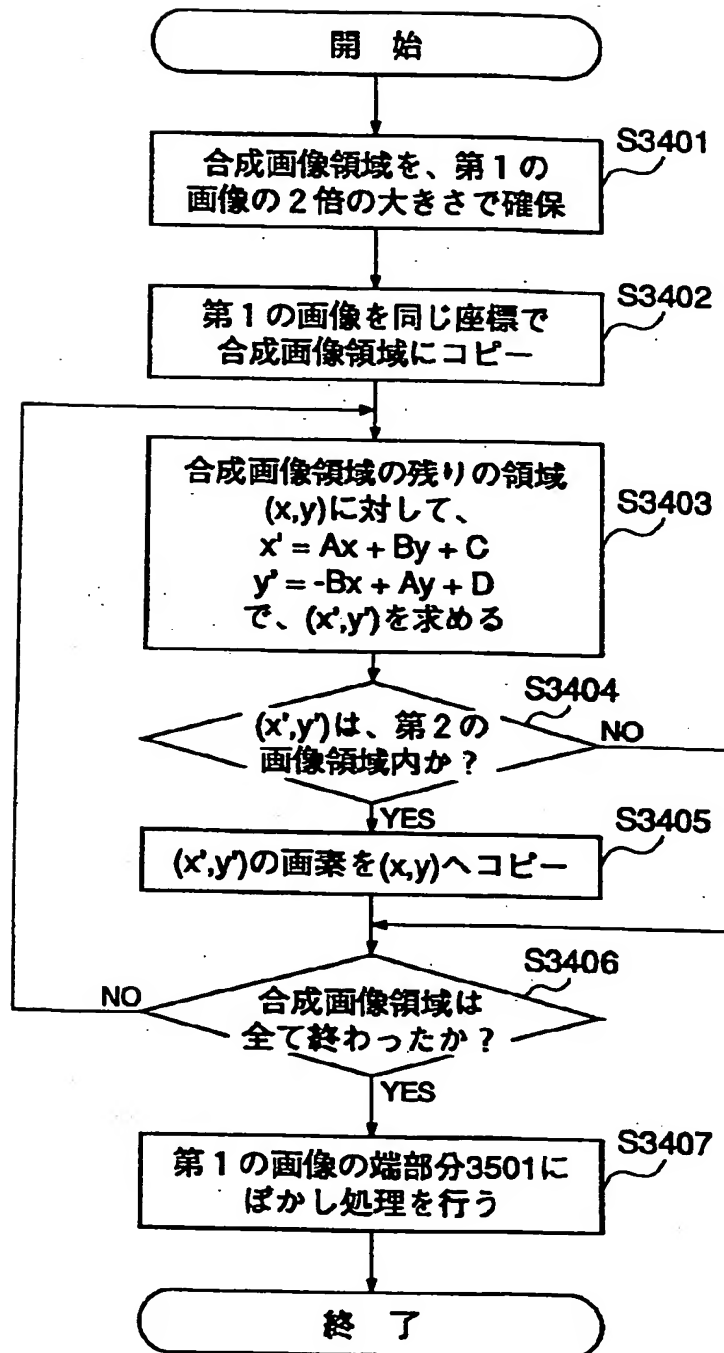 開 始
S3401
合成画像領域を、第1の
画像の2倍の大きさで確保
S3402
第1の画像を同じ座標で
合成画像領域にコピー
合成画像領域の残りの領域
(x,y)に対して、
S3403
x' = Ax + By + C
y' = -Bx + Ay + D
で、(x',y')を求める
S3404
(x',y')は、第2の
画像領域内か?
NO
YES
S3405
(x',y')の画素を(x,y)へコピー
S3406
NO
合成画像領域は
全て終わったか?
YES
S3407
第1の画像の端部分3501に
ぼかし処理を行う
終 了